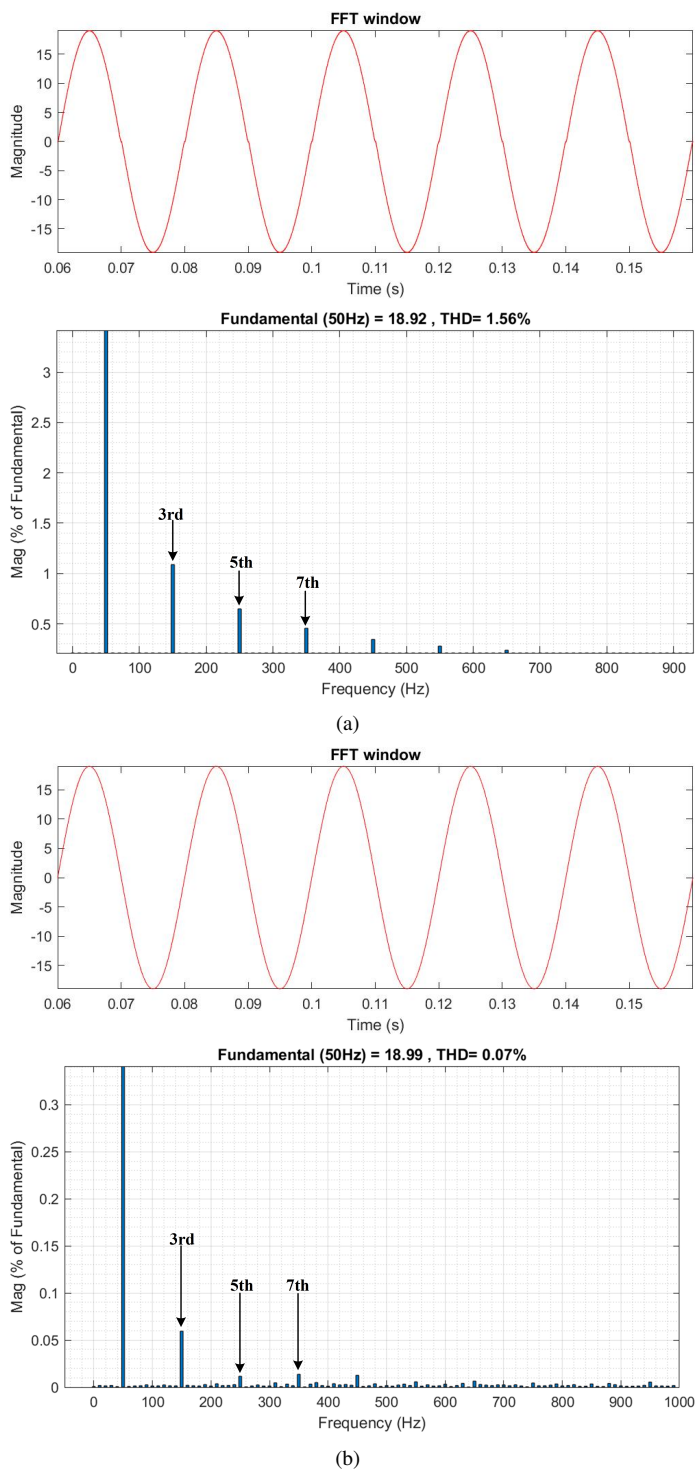 FFT window
15
10
5
0
-5
-10
-15
Magnitude
0.06 0.07 0.08 0.09 0.1 0.11 0.12 0.13 0.14 0.15
Time (s)
Fundamental (50Hz) = 18.92 , THD= 1.56%
3
2.5
2
1.5
1
0.5
Mag (% of Fundamental)
3rd
5th
7th
0 100 200 300 400 500 600 700 800 900
Frequency (Hz)
(a)
FFT window
15
10
5
0
-5
-10
-15
Magnitude
0.06 0.07 0.08 0.09 0.1 0.11 0.12 0.13 0.14 0.15
Time (s)
Fundamental (50Hz) = 18.99 , THD= 0.07%
0.3
0.25
0.2
0.15
0.1
0.05
0
Mag (% of Fundamental)
3rd
5th
7th
0 100 200 300 400 500 600 700 800 900 1000
Frequency (Hz)
(b)